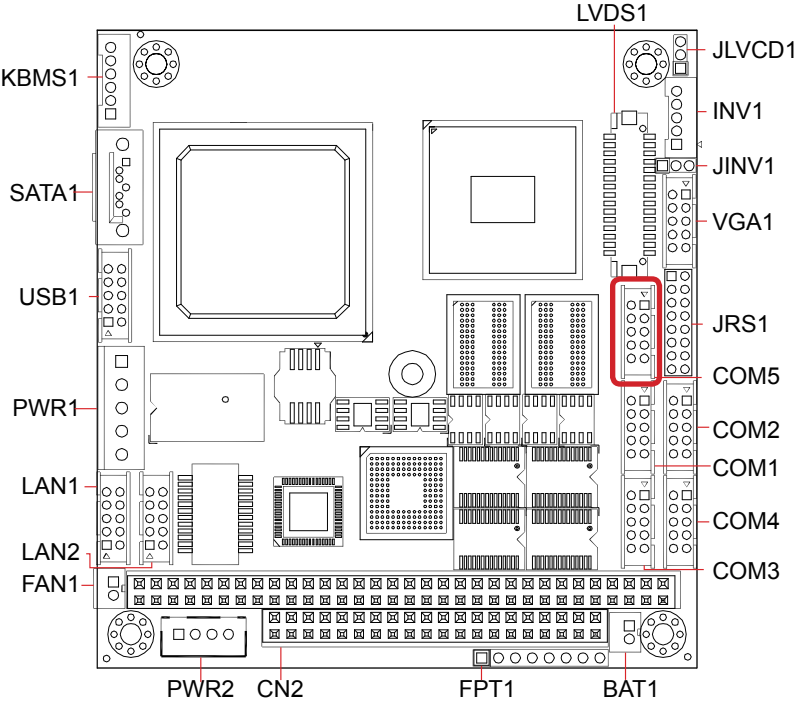 LVDS1
JLVCD1
KBMS1
INV1
JINV1
SATA1
VGA1
USB1
JRS1
COM5
PWR1
COM2
COM1
LAN1
COM4
LAN2
COM3
FAN1
PWR2
CN2
FPT1
BAT1